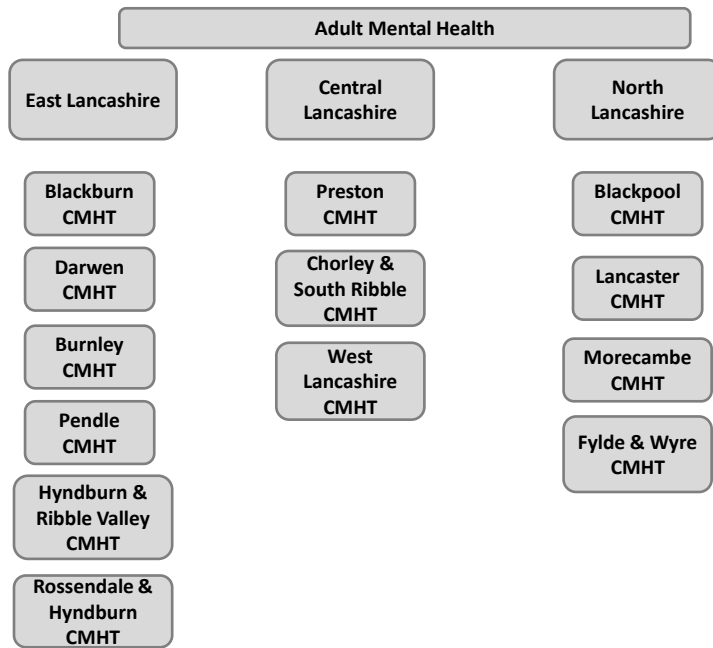 Adult Mental Health
East Lancashire
Central
Lancashire
North
Lancashire
Blackburn
CMHT
Darwen
CMHT
Burnley
CMHT
Pendle
CMHT
Hyndburn &
Ribble Valley
CMHT
Rossendale &
Hyndburn
CMHT
Preston
CMHT
Chorley &
South Ribble
CMHT
West
Lancashire
CMHT
Blackpool
CMHT
Lancaster
CMHT
Morecambe
CMHT
Fylde & Wyre
CMHT